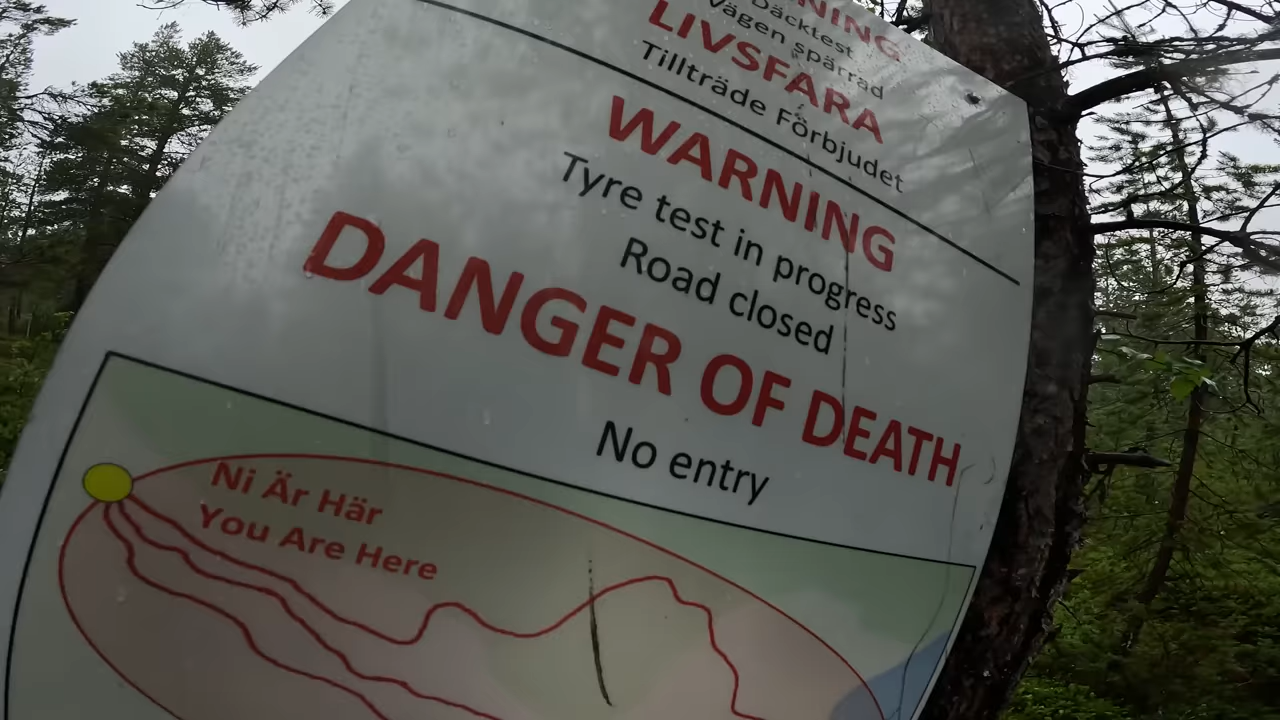 NING
Däcktest
Vägen spärrad
LIVSFARA
Tillträde Förbjudet
WARNING
Tyre test in progress
Road closed
DANGER OF DEATH
No entry
Ni Är Här
You Are Here